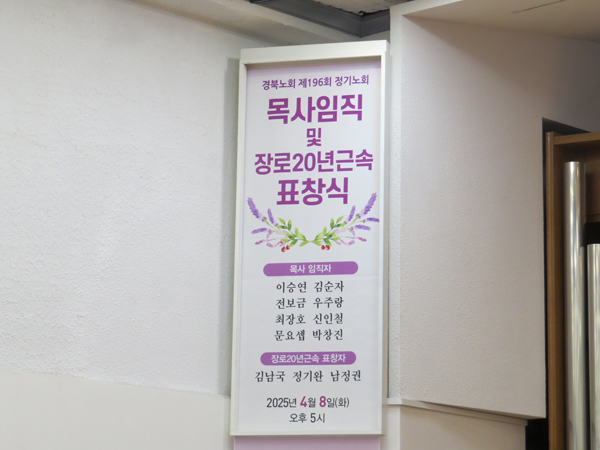 경북노회 제196회 정기노회
목사임직
및
장로20년근속
표창식
목사 임직자
이승연 김순자
전보금 우주랑
최장호 신인철
문요셉 박창진
장로20년근속 표창자
김남국 정기완 남정권
2025년 4월 8일(화)
오후 5시